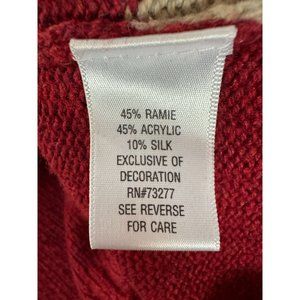 45% RAMIE
45% ACRYLIC
10% SILK
EXCLUSIVE OF
DECORATION
RN#73277
SEE REVERSE
FOR CARE